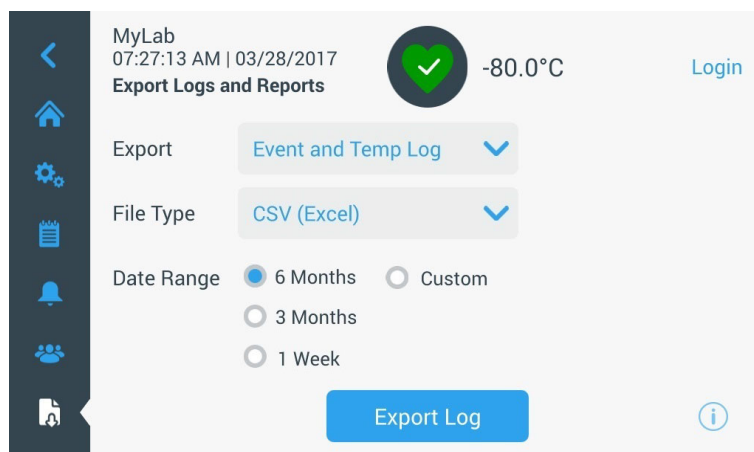 MyLab
07:27:13 AM | 03/28/2017
Export Logs and Reports
-80.0°C
Login
Export
Event and Temp Log
File Type
CSV (Excel)
Date Range
6 Months
Custom
3 Months
1 Week
Export Log
i